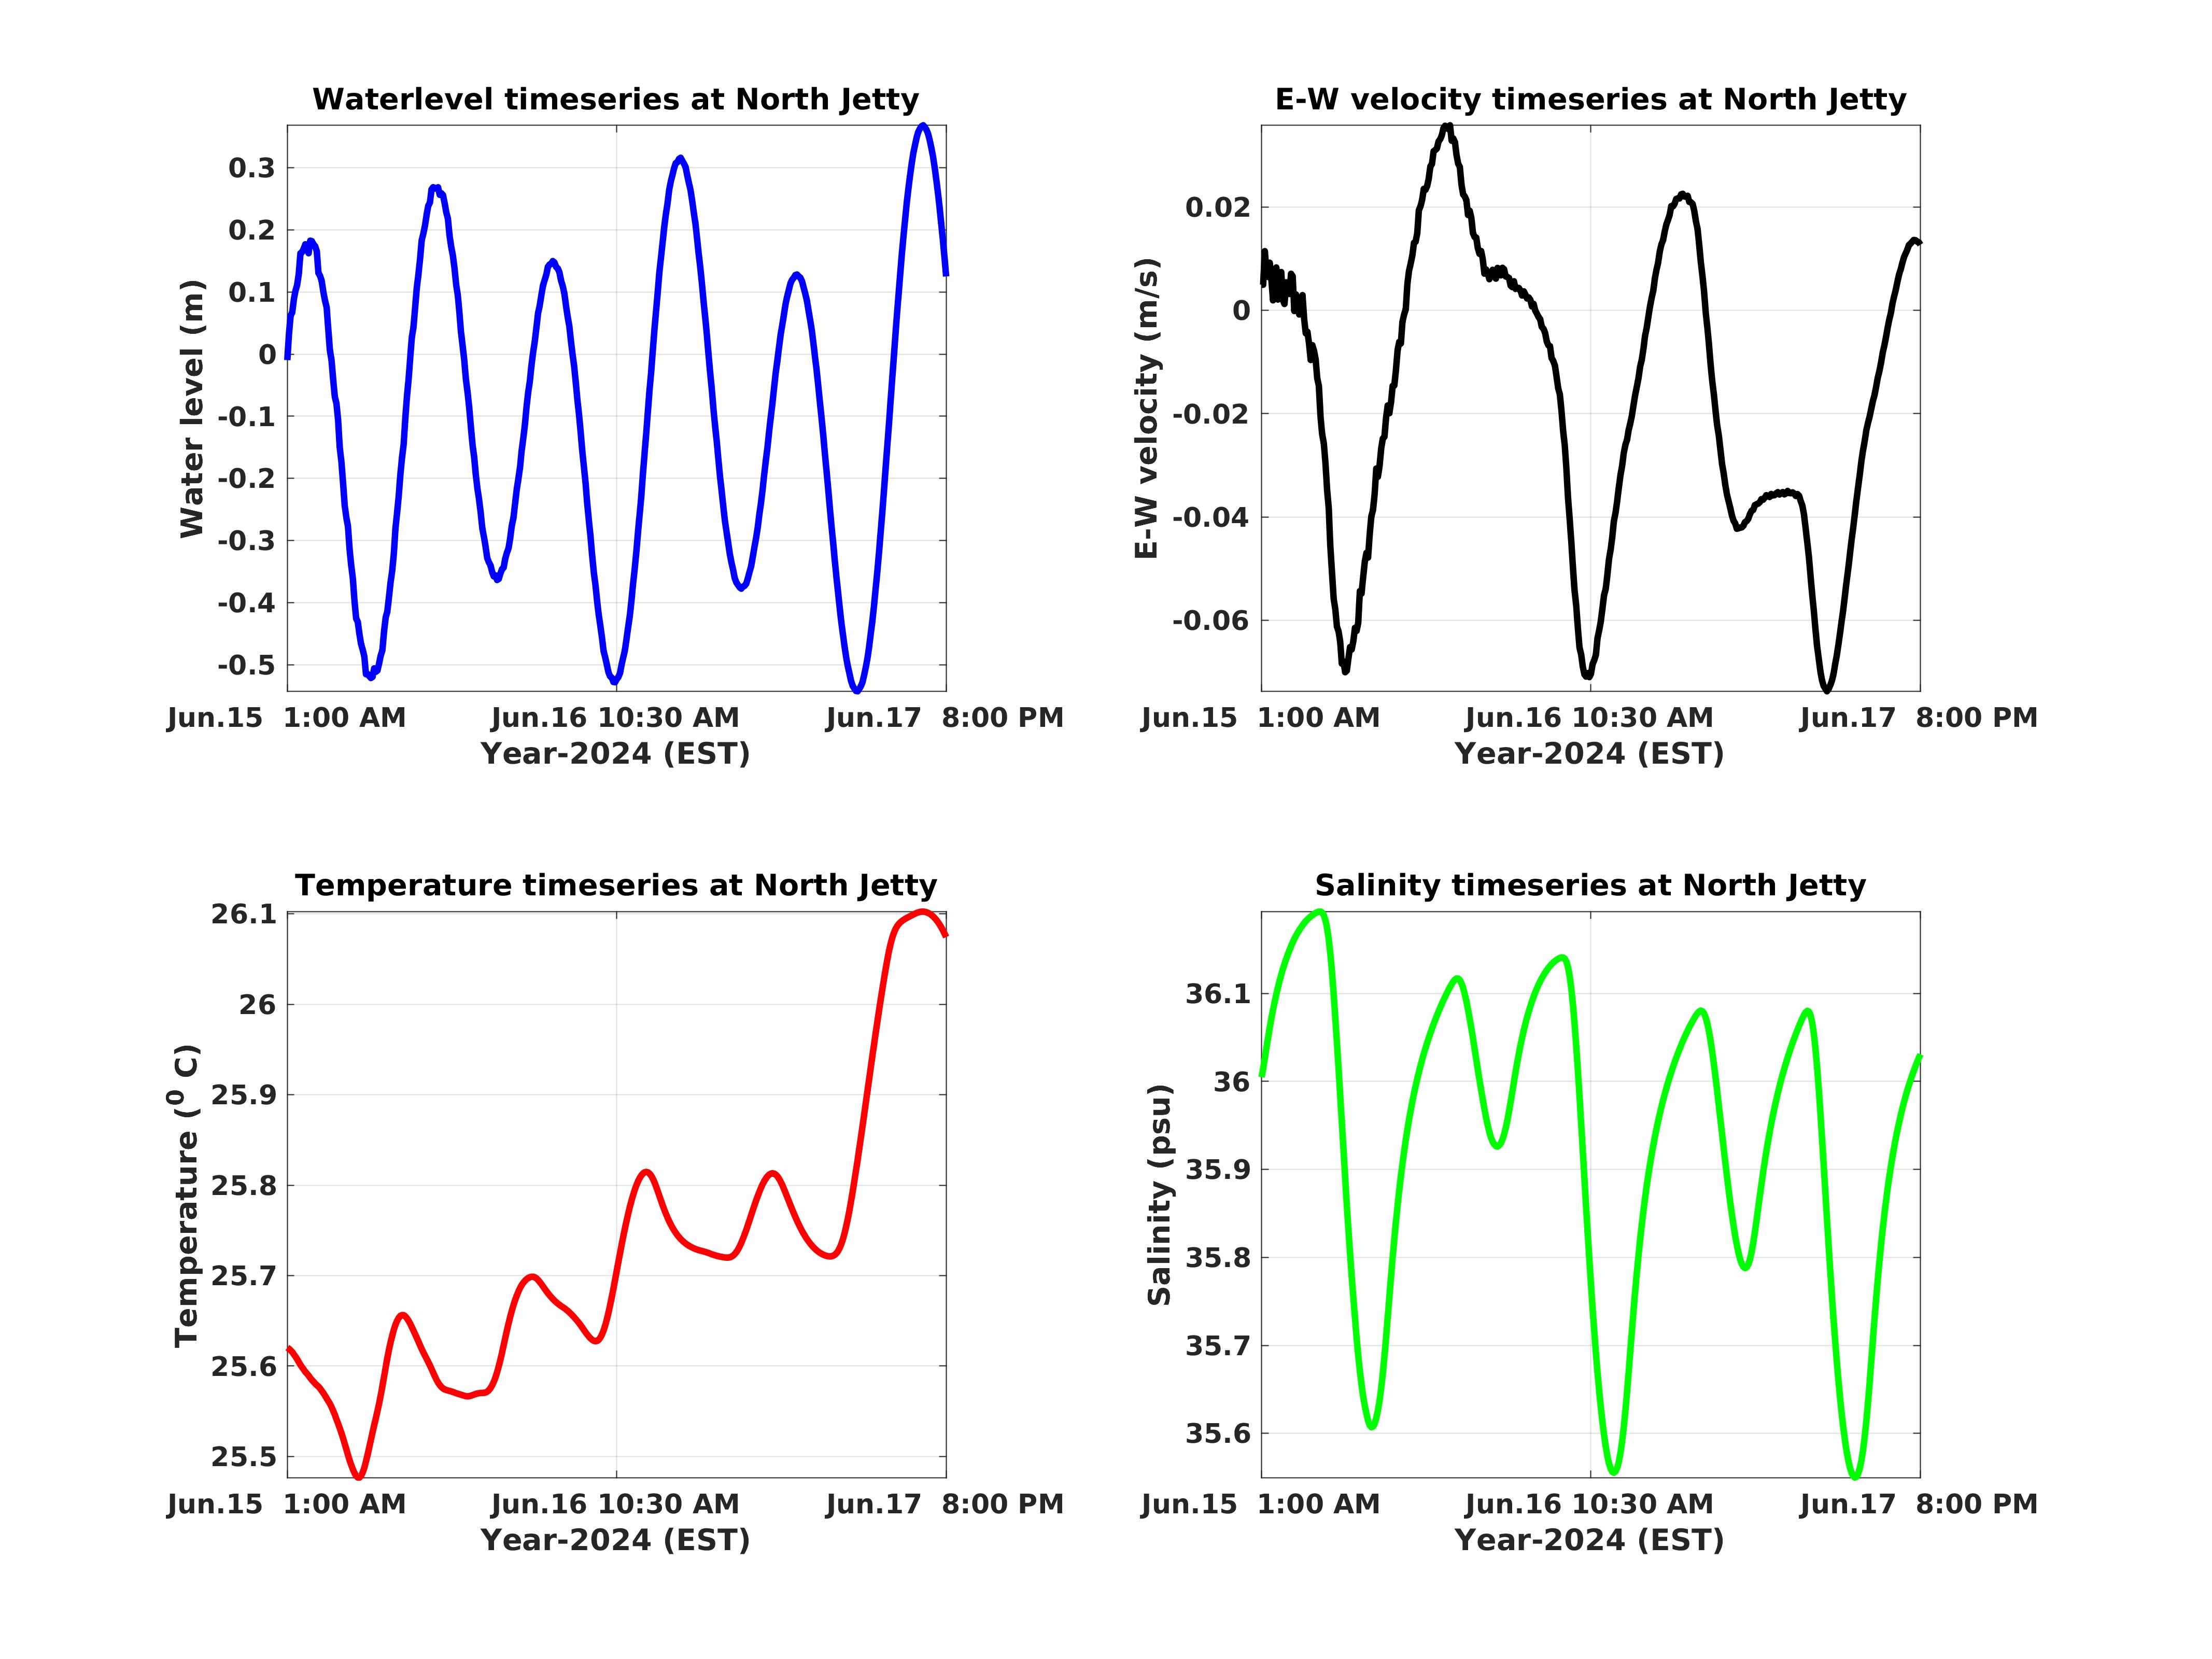 Waterlevel timeseries at North Jetty
Water level (m)
0.3
0.2
0.1
0
-0.1
-0.2
-0.3
-0.4
-0.5
Jun.15 1:00 AM Jun.16 10:30 AM Jun.17 8:00 PM
Year-2024 (EST)
E-W velocity timeseries at North Jetty
E-W velocity (m/s)
0.02
0
-0.02
-0.04
-0.06
Jun.15 1:00 AM Jun.16 10:30 AM Jun.17 8:00 PM
Year-2024 (EST)
Temperature timeseries at North Jetty
Temperature (⁰ C)
26.1
26
25.9
25.8
25.7
25.6
25.5
Jun.15 1:00 AM Jun.16 10:30 AM Jun.17 8:00 PM
Year-2024 (EST)
Salinity timeseries at North Jetty
Salinity (psu)
36.1
36
35.9
35.8
35.7
35.6
Jun.15 1:00 AM Jun.16 10:30 AM Jun.17 8:00 PM
Year-2024 (EST)